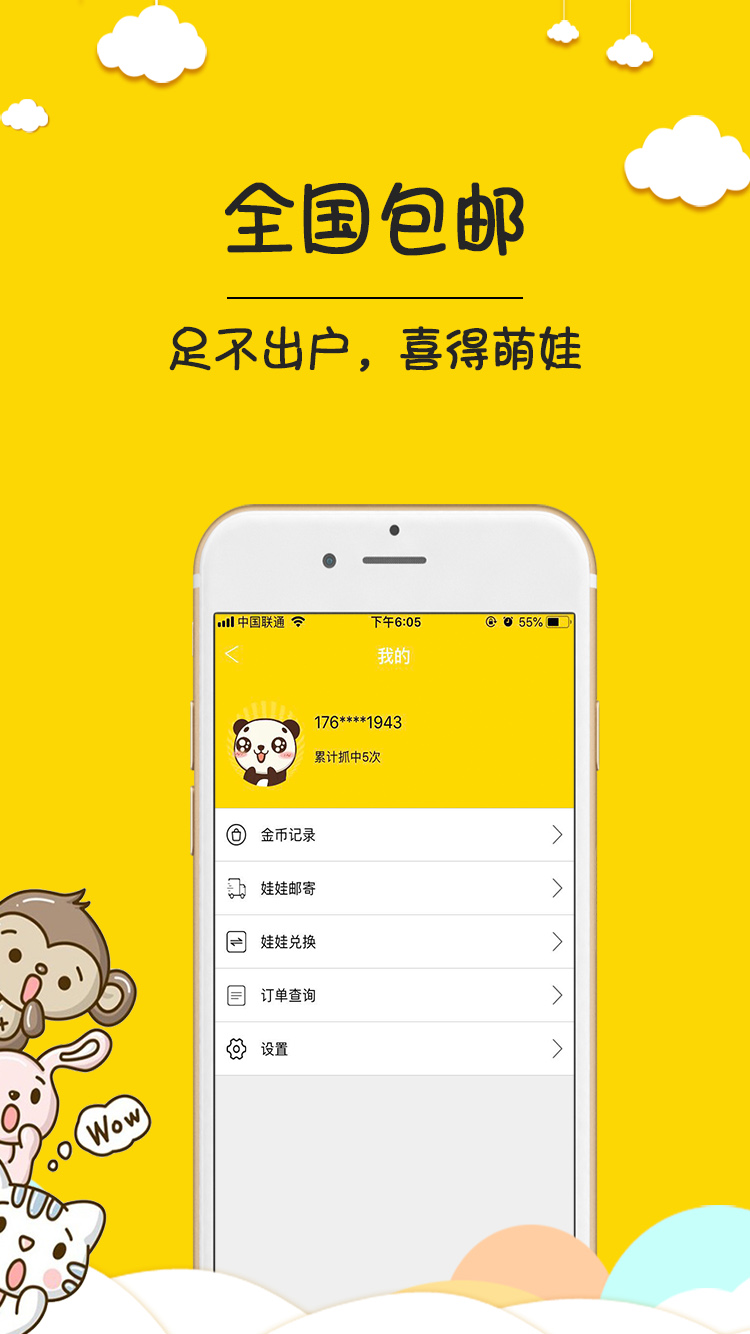 全国包邮
足不出户，喜得萌娃
中国联通 下午6:05 55%
我的
176****1943
累计抓中5次
金币记录
娃娃邮寄
娃娃兑换
订单查询
设置
Wow